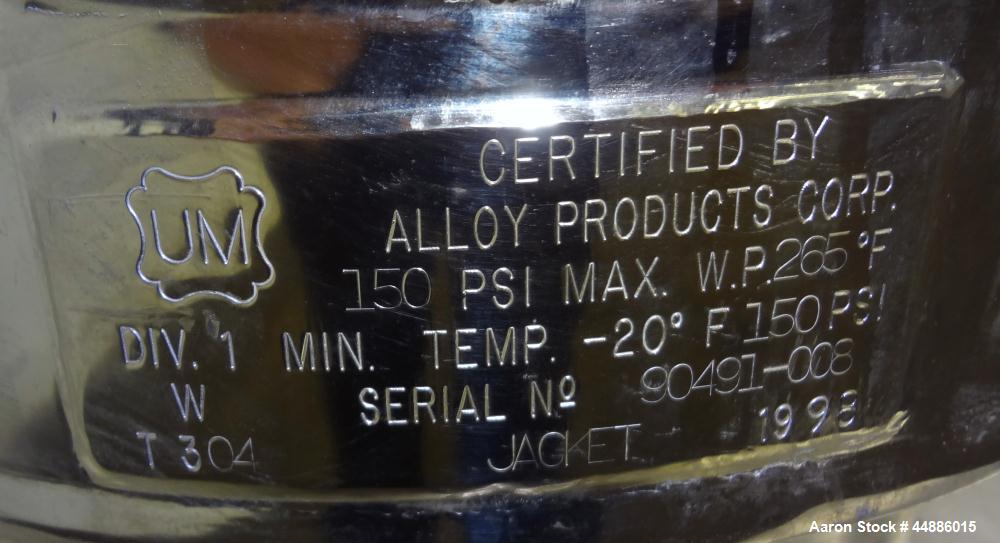 CERTIFIED BY
UM
ALLOY PRODUCTS CORP.
150 PSI MAX. W.P. 265 °F
DIV. 1 MIN. TEMP. -20° F 150 PSI
W SERIAL Nº 90491-008
T 304 JACKET 1998
Aaron Stock # 44886015